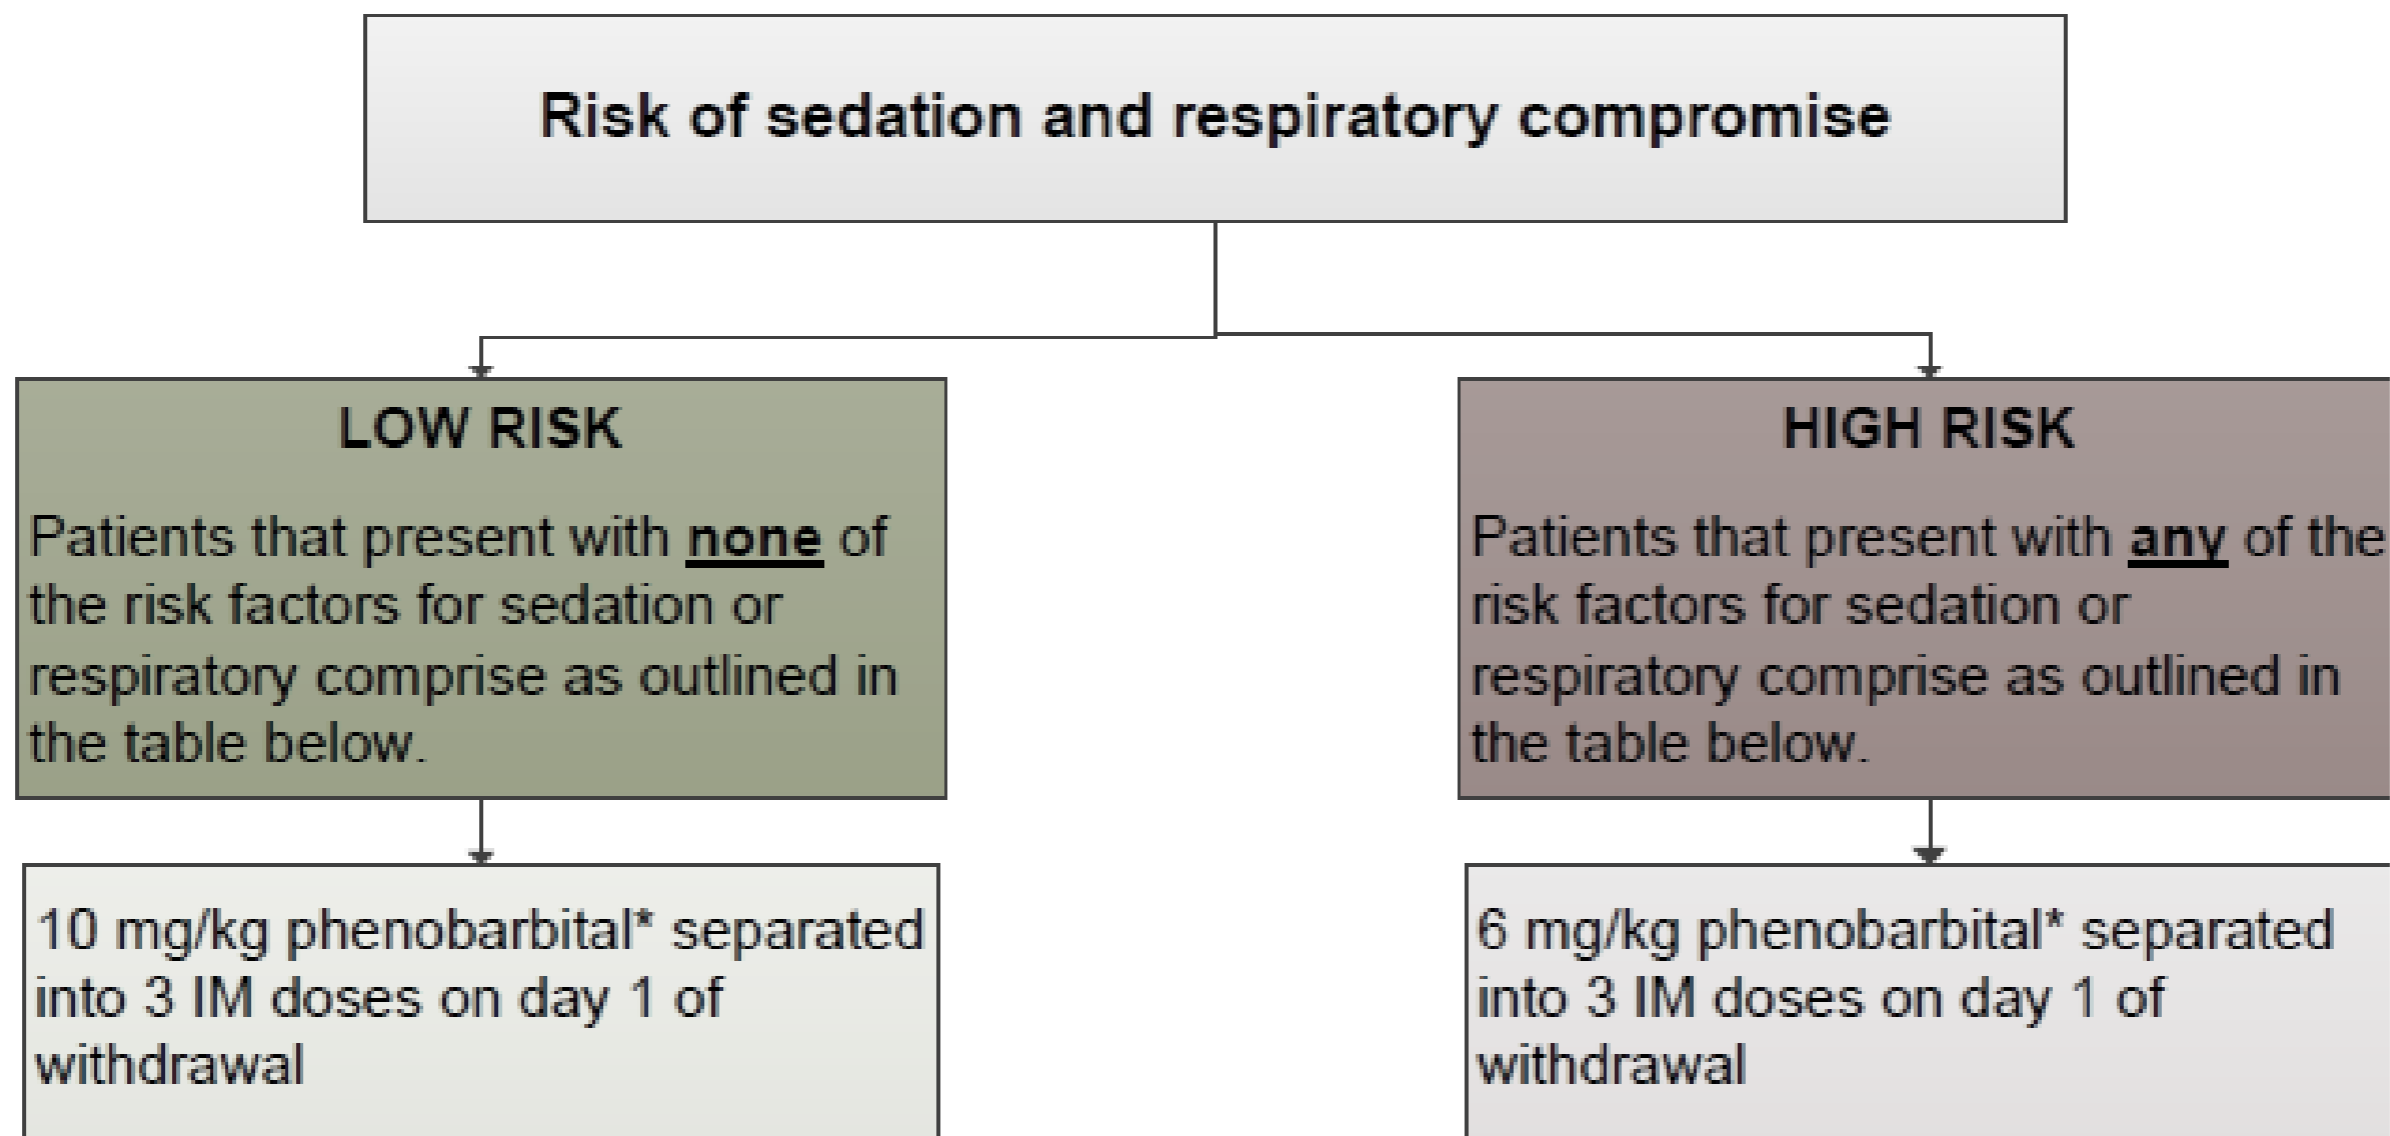 Risk of sedation and respiratory compromise
LOW RISK
Patients that present with none of
the risk factors for sedation or
respiratory comprise as outlined in
the table below.
HIGH RISK
Patients that present with any of the
risk factors for sedation or
respiratory comprise as outlined in
the table below.
10 mg/kg phenobarbital* separated
into 3 IM doses on day 1 of
withdrawal
6 mg/kg phenobarbital* separated
into 3 IM doses on day 1 of
withdrawal